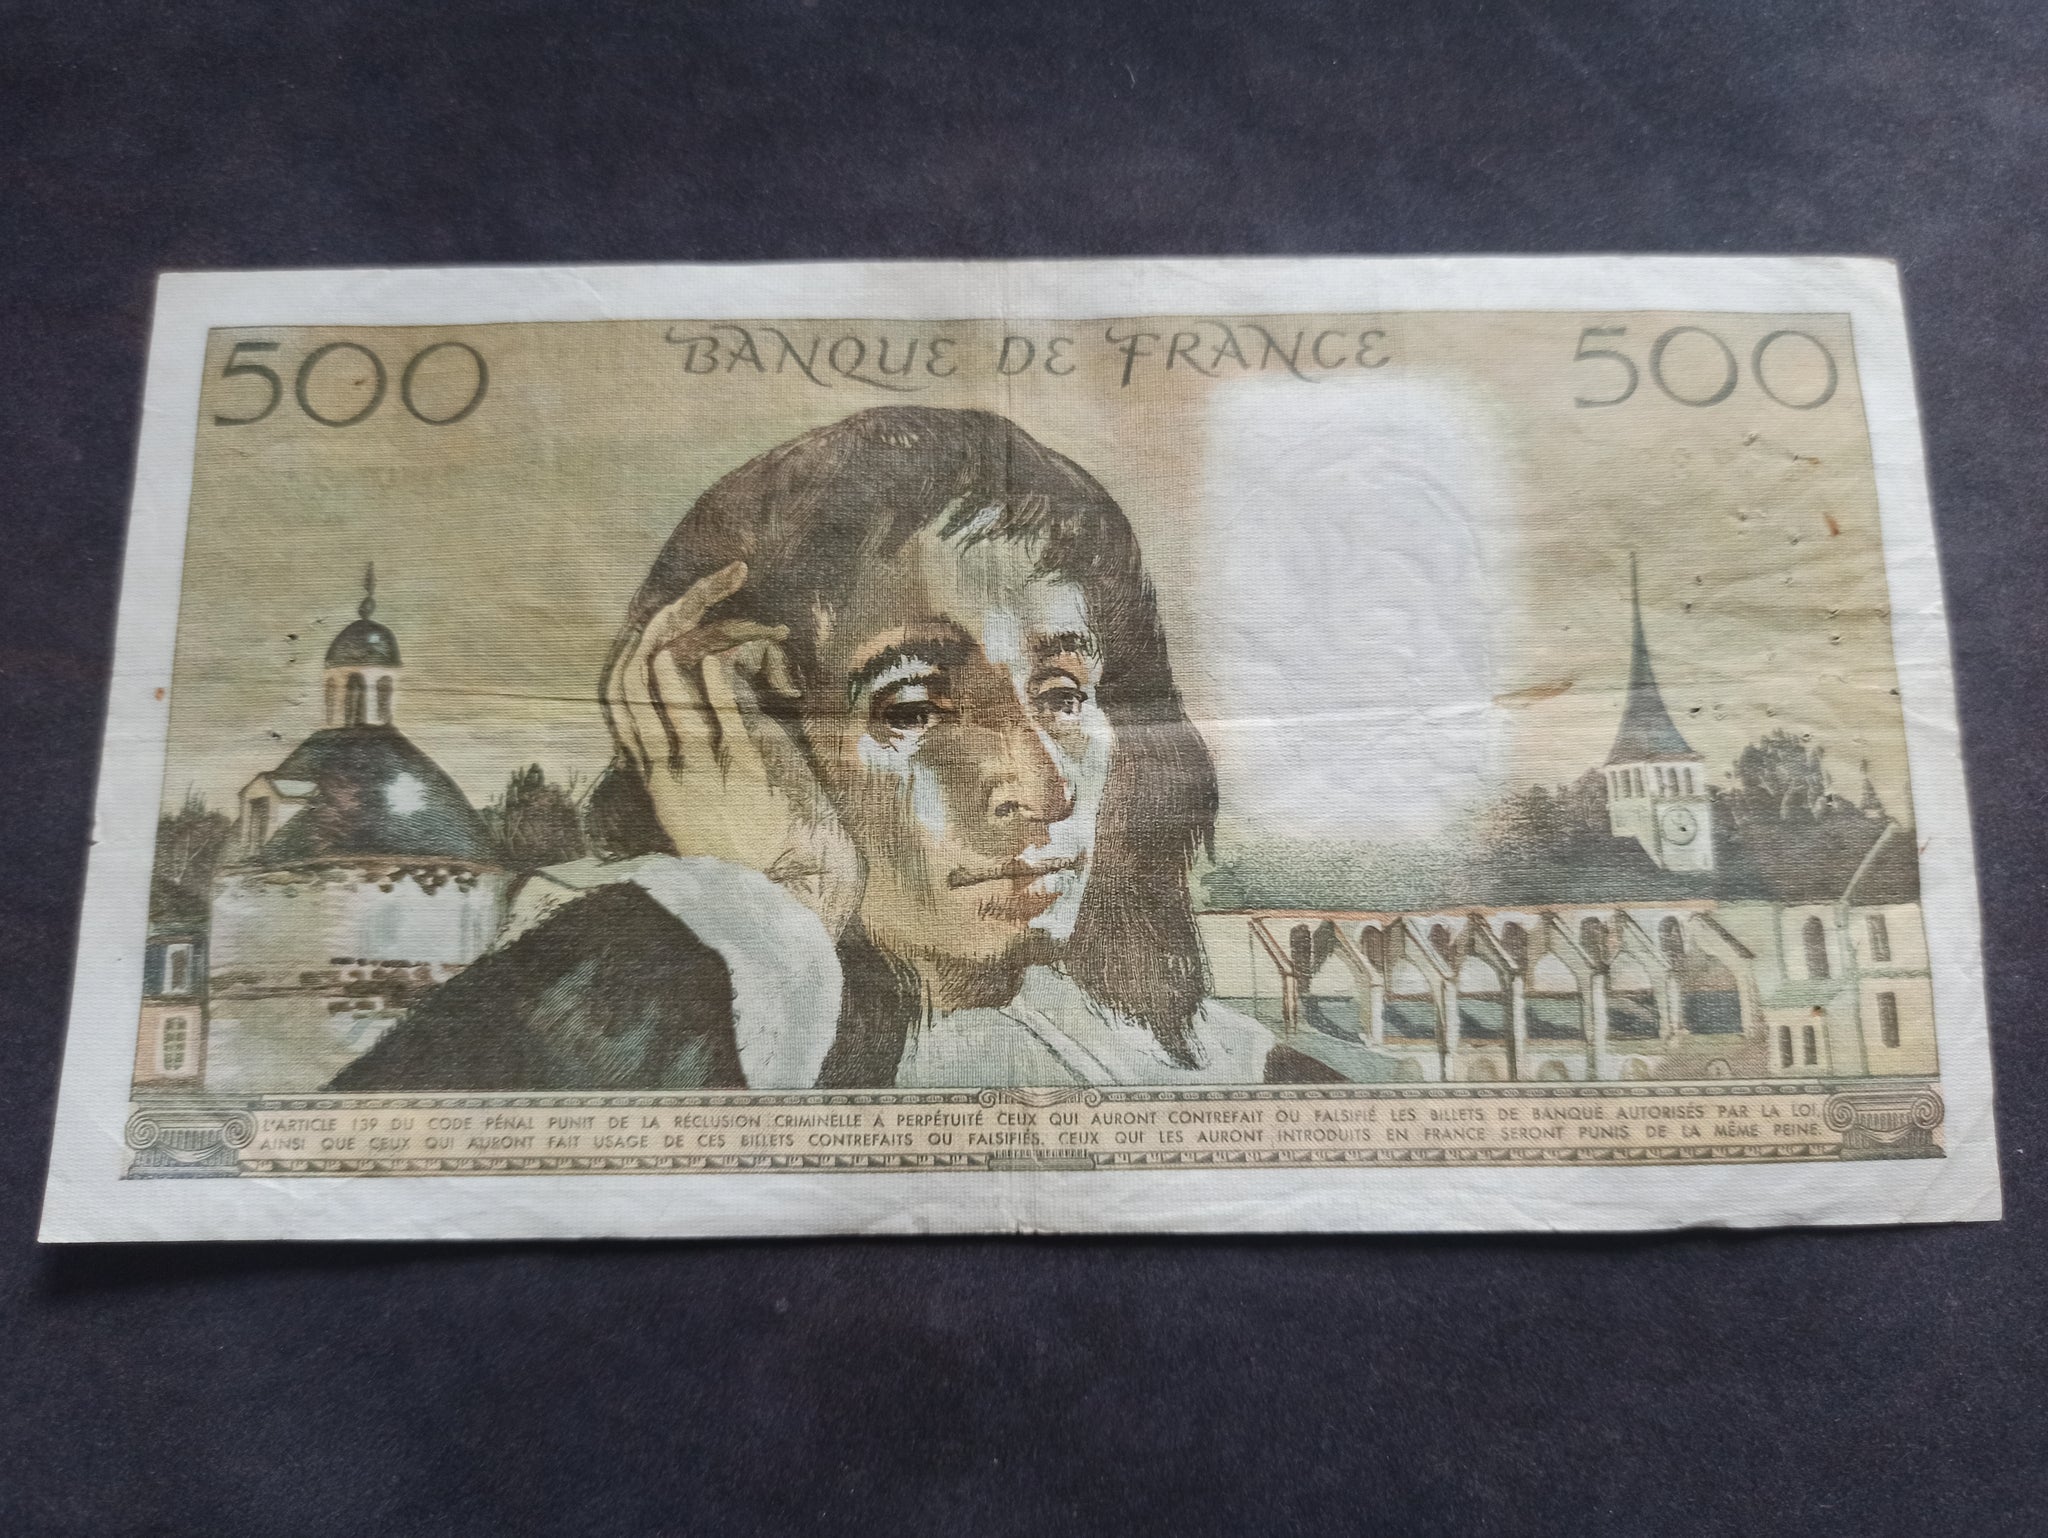 500 BANQUE DE FRANCE 500
L'ARTICLE 139 DU CODE PÉNAL PUNIT DE LA RÉCLUSION CRIMINELLE A PERPÉTUITÉ CEUX QUI AURONT CONTREFAIT OU FALSIFIÉ LES BILLETS DE BANQUE AUTORISÉS PAR LA LOI,
AINSI QUE CEUX QUI AURONT FAIT USAGE DE CES BILLETS CONTREFAITS OU FALSIFIÉS. CEUX QUI LES AURONT INTRODUITS EN FRANCE SERONT PUNIS DE LA MÊME PEINE.